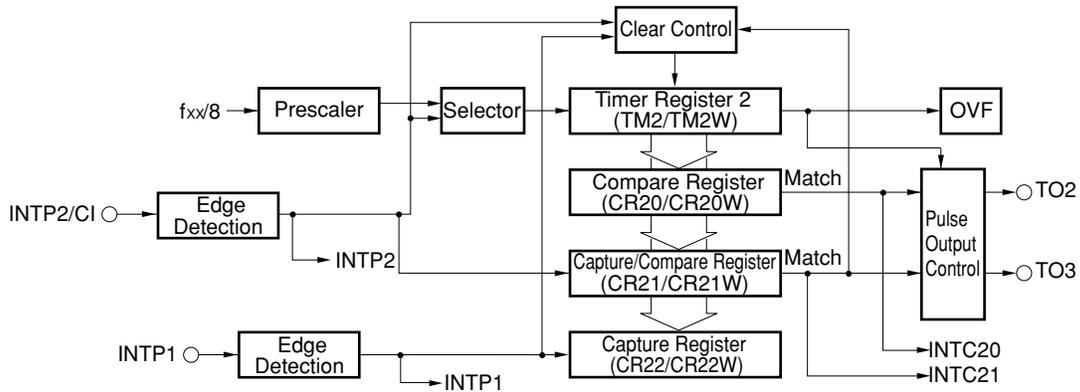 Clear Control
fxx/8
Prescaler
Selector
Timer Register 2
(TM2/TM2W)
OVF
Compare Register
(CR20/CR20W)
Match
TO2
INTP2/CI
Edge
Detection
Pulse
Output
Control
INTP2
Capture/Compare Register
(CR21/CR21W)
Match
TO3
INTP1
Edge
Detection
Capture Register
(CR22/CR22W)
INTC20
INTC21
INTP1